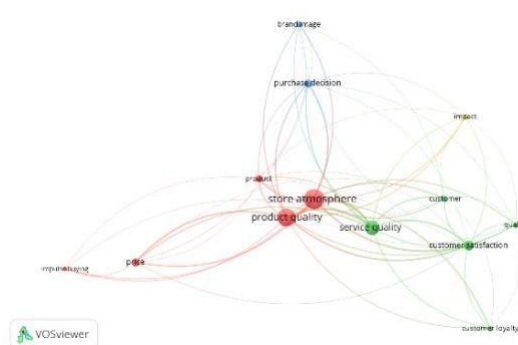 brand image
purchase decision
impact
product
store atmosphere
customer
product quality
service quality
customer satisfaction
price
impulse buying
customer loyalty
VOSviewer